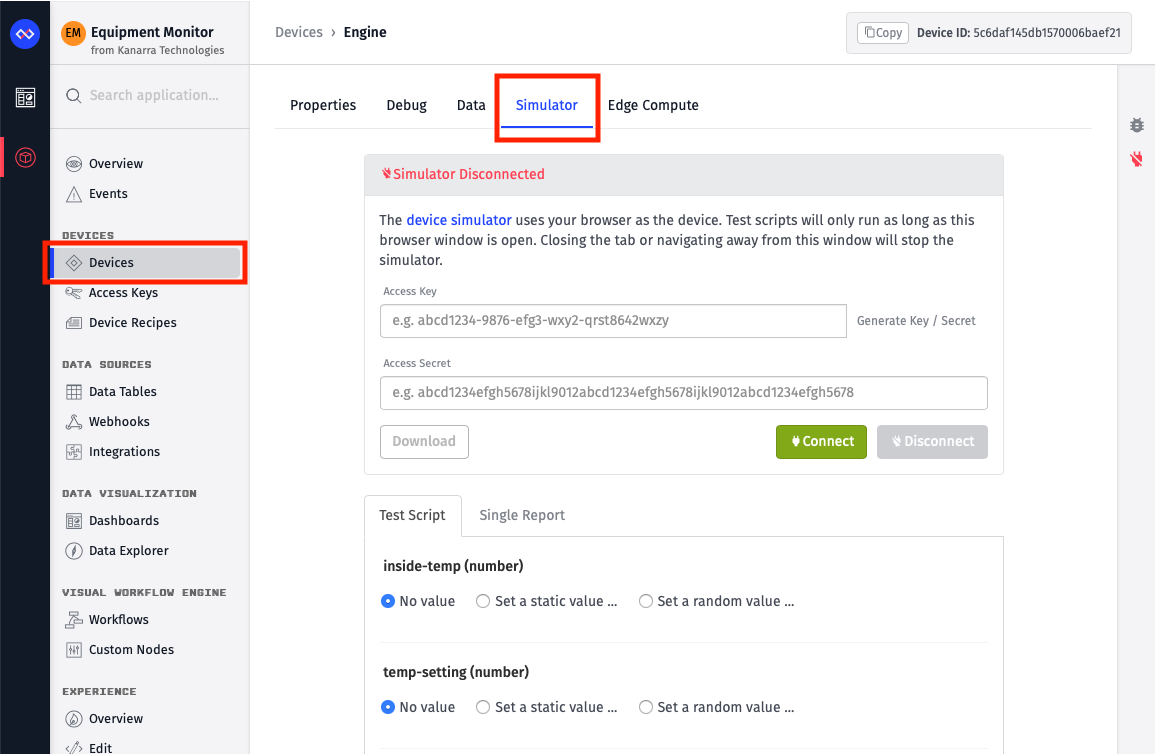 EM
Equipment Monitor
from Kanarra Technologies
Search application...
Overview
Events
DEVICES
Devices
Access Keys
Device Recipes
DATA SOURCES
Data Tables
Webhooks
Integrations
DATA VISUALIZATION
Dashboards
Data Explorer
VISUAL WORKFLOW ENGINE
Workflows
Custom Nodes
EXPERIENCE
Overview
Edit
Devices › Engine
Copy Device ID: 5c6daf145db1570006baef21
Properties Debug Data Simulator Edge Compute
Simulator Disconnected
The device simulator uses your browser as the device. Test scripts will only run as long as this
browser window is open. Closing the tab or navigating away from this window will stop the
simulator.
Access Key
e.g. abcd1234-9876-efg3-wxy2-qrst8642wxzy
Generate Key / Secret
Access Secret
e.g. abcd1234efgh5678ijkl9012abcd1234efgh5678ijkl9012abcd1234efgh5678
Download Connect Disconnect
Test Script Single Report
inside-temp (number)
No value Set a static value ... Set a random value ...
temp-setting (number)
No value Set a static value ... Set a random value ...